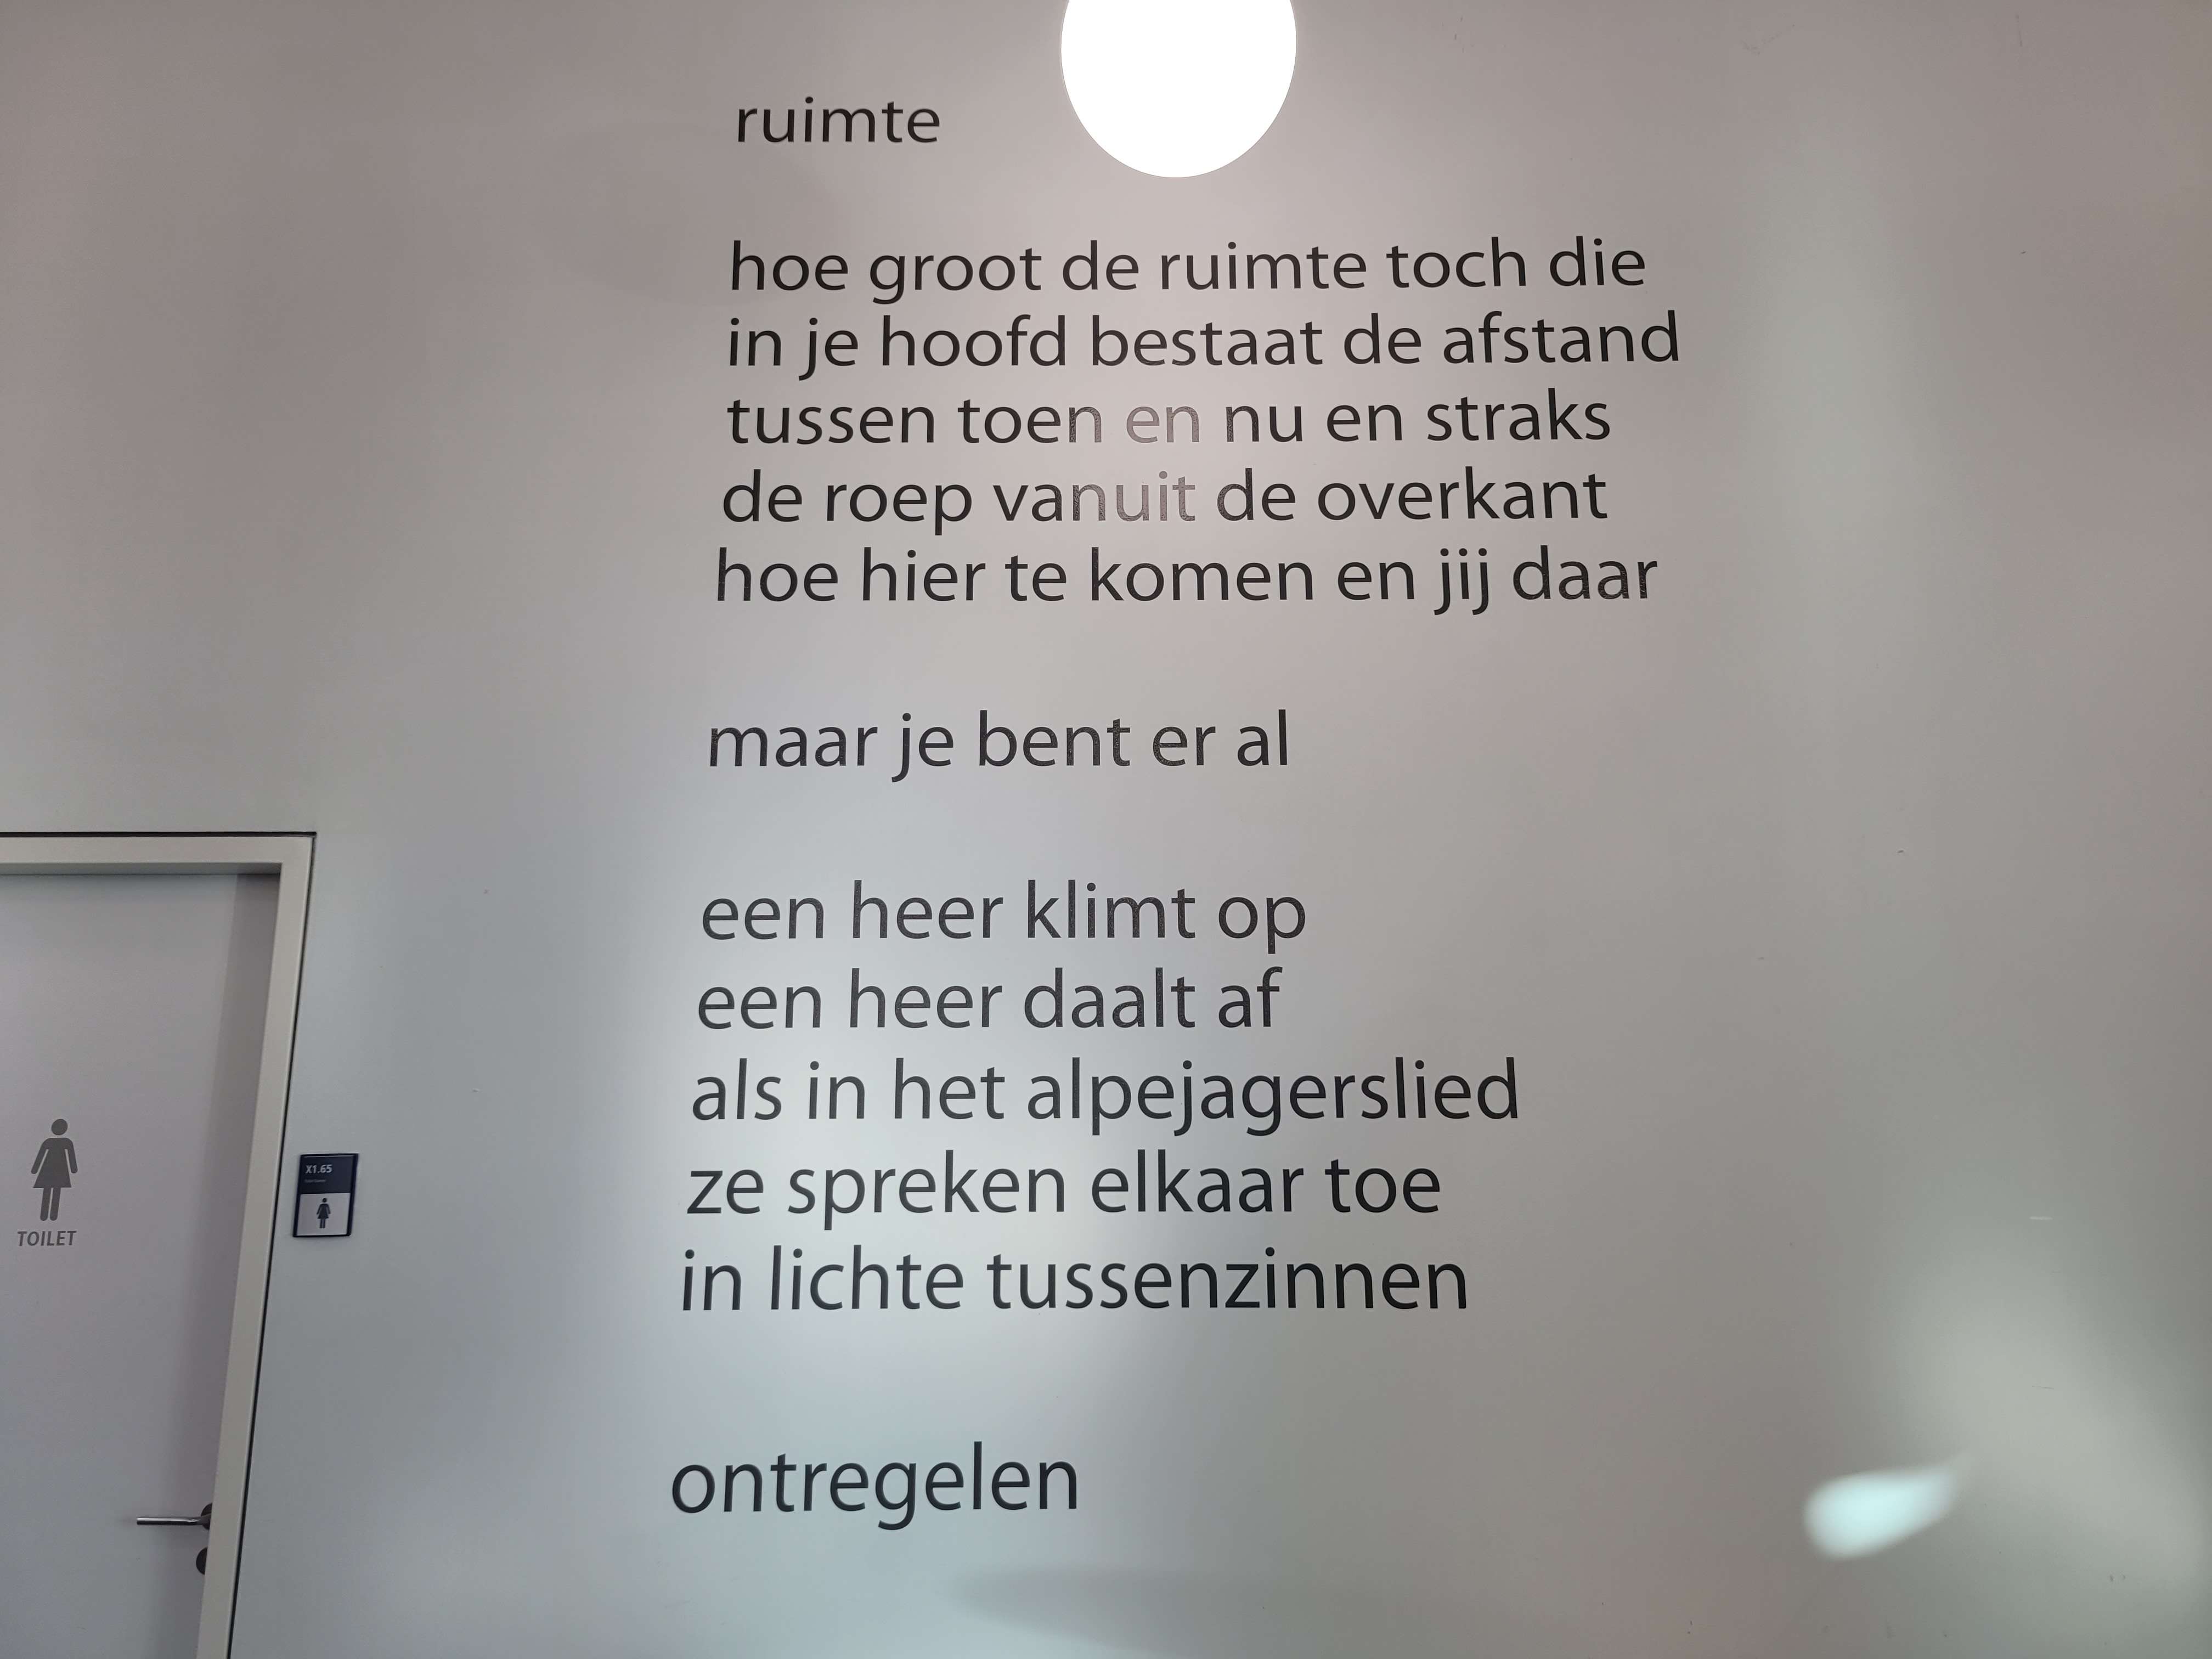 ruimte
hoe groot de ruimte toch die
in je hoofd bestaat de afstand
tussen toen en nu en straks
de roep vanuit de overkant
hoe hier te komen en jij daar
maar je bent er al
een heer klimt op
een heer daalt af
als in het alpejagerslied
ze spreken elkaar toe
in lichte tussenzinnen
ontregelen
TOILET
X1.65